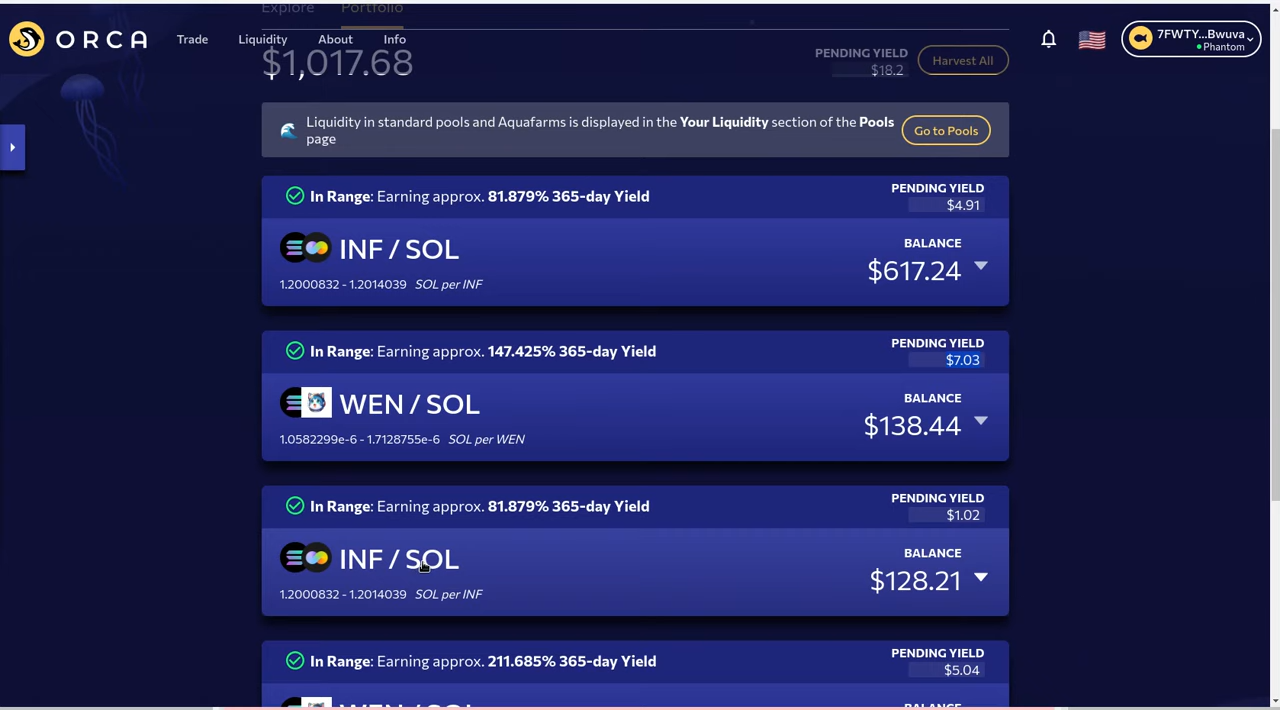 Explore Portfolio
ORCA Trade Liquidity About Info
7FWTY...Bwuva
Phantom
$1,017.68
PENDING YIELD
$18.2
Harvest All
Liquidity in standard pools and Aquafarms is displayed in the Your Liquidity section of the Pools
page
Go to Pools
In Range: Earning approx. 81.879% 365-day Yield
PENDING YIELD
$4.91
INF / SOL
BALANCE
$617.24
1.2000832 - 1.2014039 SOL per INF
In Range: Earning approx. 147.425% 365-day Yield
PENDING YIELD
$7.03
WEN / SOL
BALANCE
$138.44
1.0582299e-6 - 1.7128755e-6 SOL per WEN
In Range: Earning approx. 81.879% 365-day Yield
PENDING YIELD
$1.02
INF / SOL
BALANCE
$128.21
1.2000832 - 1.2014039 SOL per INF
In Range: Earning approx. 211.685% 365-day Yield
PENDING YIELD
$5.04
WEN / SOL
BALANCE